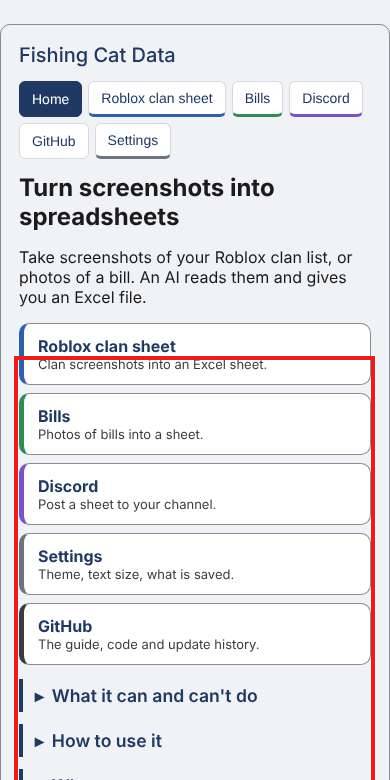 Fishing Cat Data
Home
Roblox clan sheet
Bills
Discord
GitHub
Settings
Turn screenshots into
spreadsheets
Take screenshots of your Roblox clan list, or
photos of a bill. An AI reads them and gives
you an Excel file.
Roblox clan sheet
Clan screenshots into an Excel sheet.
Bills
Photos of bills into a sheet.
Discord
Post a sheet to your channel.
Settings
Theme, text size, what is saved.
GitHub
The guide, code and update history.
► What it can and can't do
► How to use it